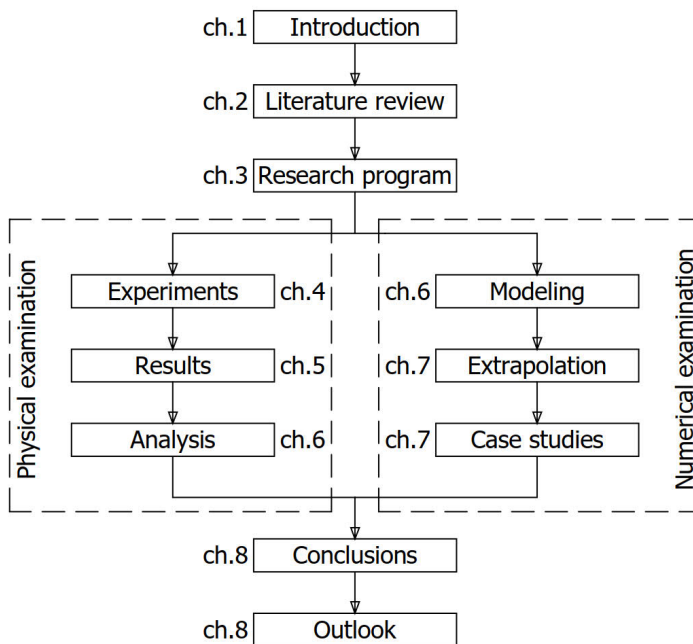 ch.1 Introduction
ch.2 Literature review
ch.3 Research program
Physical examination
Experiments ch.4
Results ch.5
Analysis ch.6
ch.6 Modeling
ch.7 Extrapolation
ch.7 Case studies
Numerical examination
ch.8 Conclusions
ch.8 Outlook